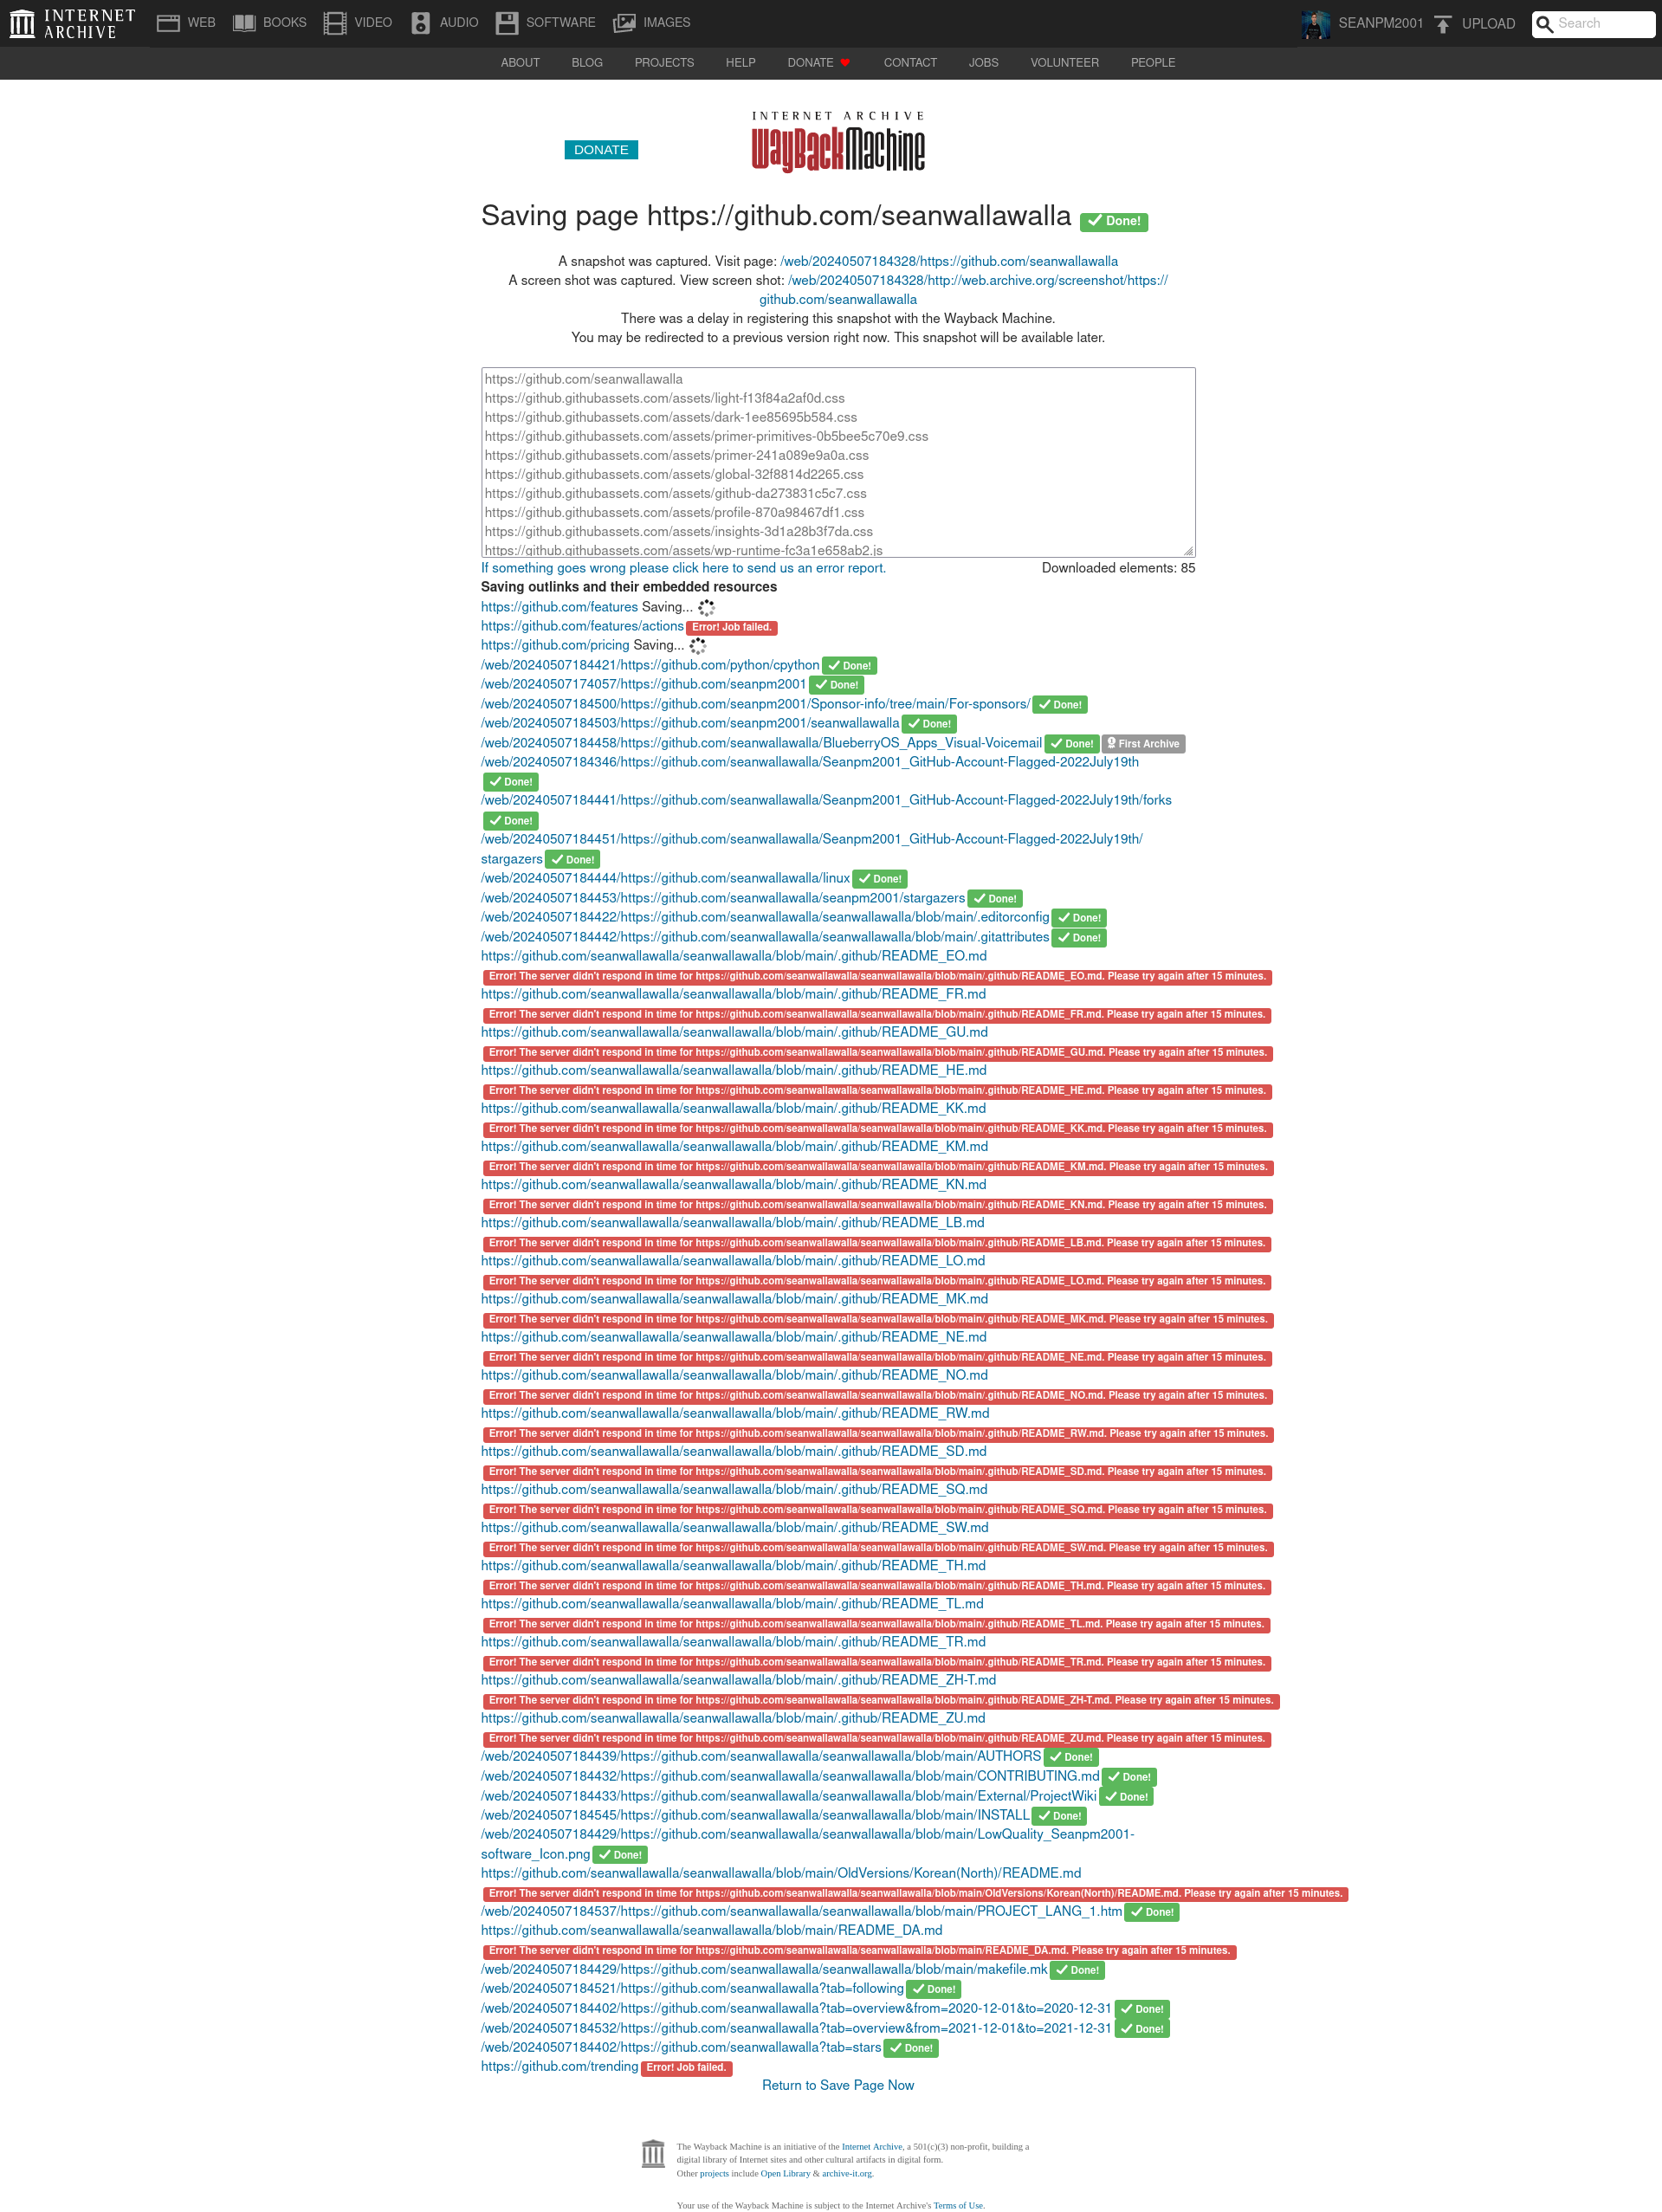 INTERNET ARCHIVE
WEB BOOKS VIDEO AUDIO SOFTWARE IMAGES SEANPM2001 UPLOAD Search
ABOUT BLOG PROJECTS HELP DONATE CONTACT JOBS VOLUNTEER PEOPLE
INTERNET ARCHIVE
WayBackMachine
DONATE
Saving page https://github.com/seanwallawalla Done!
A snapshot was captured. Visit page: /web/20240507184328/https://github.com/seanwallawalla
A screen shot was captured. View screen shot: /web/20240507184328/http://web.archive.org/screenshot/https://
github.com/seanwallawalla
There was a delay in registering this snapshot with the Wayback Machine.
You may be redirected to a previous version right now. This snapshot will be available later.
https://github.com/seanwallawalla
https://github.githubassets.com/assets/light-f13f84a2af0d.css
https://github.githubassets.com/assets/dark-1ee85695b584.css
https://github.githubassets.com/assets/primer-primitives-0b5bee5c70e9.css
https://github.githubassets.com/assets/primer-241a089e9a0a.css
https://github.githubassets.com/assets/global-32f8814d2265.css
https://github.githubassets.com/assets/github-da273831c5c7.css
https://github.githubassets.com/assets/profile-870a98467df1.css
https://github.githubassets.com/assets/insights-3d1a28b3f7da.css
https://github.githubassets.com/assets/wp-runtime-fc3a1e658ab2.js
If something goes wrong please click here to send us an error report. Downloaded elements: 85
Saving outlinks and their embedded resources
https://github.com/features Saving...
https://github.com/features/actions Error! Job failed.
https://github.com/pricing Saving...
/web/20240507184421/https://github.com/python/cpython Done!
/web/20240507174057/https://github.com/seanpm2001 Done!
/web/20240507184500/https://github.com/seanpm2001/Sponsor-info/tree/main/For-sponsors/ Done!
/web/20240507184503/https://github.com/seanpm2001/seanwallawalla Done!
/web/20240507184458/https://github.com/seanwallawalla/BlueberryOS_Apps_Visual-Voicemail Done! First Archive
/web/20240507184346/https://github.com/seanwallawalla/Seanpm2001_GitHub-Account-Flagged-2022July19th
Done!
/web/20240507184441/https://github.com/seanwallawalla/Seanpm2001_GitHub-Account-Flagged-2022July19th/forks
Done!
/web/20240507184451/https://github.com/seanwallawalla/Seanpm2001_GitHub-Account-Flagged-2022July19th/
stargazers Done!
/web/20240507184444/https://github.com/seanwallawalla/linux Done!
/web/20240507184453/https://github.com/seanwallawalla/seanpm2001/stargazers Done!
/web/20240507184422/https://github.com/seanwallawalla/seanwallawalla/blob/main/.editorconfig Done!
/web/20240507184442/https://github.com/seanwallawalla/seanwallawalla/blob/main/.gitattributes Done!
https://github.com/seanwallawalla/seanwallawalla/blob/main/.github/README_EO.md
Error! The server didn't respond in time for https://github.com/seanwallawalla/seanwallawalla/blob/main/.github/README_EO.md. Please try again after 15 minutes.
https://github.com/seanwallawalla/seanwallawalla/blob/main/.github/README_FR.md
Error! The server didn't respond in time for https://github.com/seanwallawalla/seanwallawalla/blob/main/.github/README_FR.md. Please try again after 15 minutes.
https://github.com/seanwallawalla/seanwallawalla/blob/main/.github/README_GU.md
Error! The server didn't respond in time for https://github.com/seanwallawalla/seanwallawalla/blob/main/.github/README_GU.md. Please try again after 15 minutes.
https://github.com/seanwallawalla/seanwallawalla/blob/main/.github/README_HE.md
Error! The server didn't respond in time for https://github.com/seanwallawalla/seanwallawalla/blob/main/.github/README_HE.md. Please try again after 15 minutes.
https://github.com/seanwallawalla/seanwallawalla/blob/main/.github/README_KK.md
Error! The server didn't respond in time for https://github.com/seanwallawalla/seanwallawalla/blob/main/.github/README_KK.md. Please try again after 15 minutes.
https://github.com/seanwallawalla/seanwallawalla/blob/main/.github/README_KM.md
Error! The server didn't respond in time for https://github.com/seanwallawalla/seanwallawalla/blob/main/.github/README_KM.md. Please try again after 15 minutes.
https://github.com/seanwallawalla/seanwallawalla/blob/main/.github/README_KN.md
Error! The server didn't respond in time for https://github.com/seanwallawalla/seanwallawalla/blob/main/.github/README_KN.md. Please try again after 15 minutes.
https://github.com/seanwallawalla/seanwallawalla/blob/main/.github/README_LB.md
Error! The server didn't respond in time for https://github.com/seanwallawalla/seanwallawalla/blob/main/.github/README_LB.md. Please try again after 15 minutes.
https://github.com/seanwallawalla/seanwallawalla/blob/main/.github/README_LO.md
Error! The server didn't respond in time for https://github.com/seanwallawalla/seanwallawalla/blob/main/.github/README_LO.md. Please try again after 15 minutes.
https://github.com/seanwallawalla/seanwallawalla/blob/main/.github/README_MK.md
Error! The server didn't respond in time for https://github.com/seanwallawalla/seanwallawalla/blob/main/.github/README_MK.md. Please try again after 15 minutes.
https://github.com/seanwallawalla/seanwallawalla/blob/main/.github/README_NE.md
Error! The server didn't respond in time for https://github.com/seanwallawalla/seanwallawalla/blob/main/.github/README_NE.md. Please try again after 15 minutes.
https://github.com/seanwallawalla/seanwallawalla/blob/main/.github/README_NO.md
Error! The server didn't respond in time for https://github.com/seanwallawalla/seanwallawalla/blob/main/.github/README_NO.md. Please try again after 15 minutes.
https://github.com/seanwallawalla/seanwallawalla/blob/main/.github/README_RW.md
Error! The server didn't respond in time for https://github.com/seanwallawalla/seanwallawalla/blob/main/.github/README_RW.md. Please try again after 15 minutes.
https://github.com/seanwallawalla/seanwallawalla/blob/main/.github/README_SD.md
Error! The server didn't respond in time for https://github.com/seanwallawalla/seanwallawalla/blob/main/.github/README_SD.md. Please try again after 15 minutes.
https://github.com/seanwallawalla/seanwallawalla/blob/main/.github/README_SQ.md
Error! The server didn't respond in time for https://github.com/seanwallawalla/seanwallawalla/blob/main/.github/README_SQ.md. Please try again after 15 minutes.
https://github.com/seanwallawalla/seanwallawalla/blob/main/.github/README_SW.md
Error! The server didn't respond in time for https://github.com/seanwallawalla/seanwallawalla/blob/main/.github/README_SW.md. Please try again after 15 minutes.
https://github.com/seanwallawalla/seanwallawalla/blob/main/.github/README_TH.md
Error! The server didn't respond in time for https://github.com/seanwallawalla/seanwallawalla/blob/main/.github/README_TH.md. Please try again after 15 minutes.
https://github.com/seanwallawalla/seanwallawalla/blob/main/.github/README_TL.md
Error! The server didn't respond in time for https://github.com/seanwallawalla/seanwallawalla/blob/main/.github/README_TL.md. Please try again after 15 minutes.
https://github.com/seanwallawalla/seanwallawalla/blob/main/.github/README_TR.md
Error! The server didn't respond in time for https://github.com/seanwallawalla/seanwallawalla/blob/main/.github/README_TR.md. Please try again after 15 minutes.
https://github.com/seanwallawalla/seanwallawalla/blob/main/.github/README_ZH-T.md
Error! The server didn't respond in time for https://github.com/seanwallawalla/seanwallawalla/blob/main/.github/README_ZH-T.md. Please try again after 15 minutes.
https://github.com/seanwallawalla/seanwallawalla/blob/main/.github/README_ZU.md
Error! The server didn't respond in time for https://github.com/seanwallawalla/seanwallawalla/blob/main/.github/README_ZU.md. Please try again after 15 minutes.
/web/20240507184439/https://github.com/seanwallawalla/seanwallawalla/blob/main/AUTHORS Done!
/web/20240507184432/https://github.com/seanwallawalla/seanwallawalla/blob/main/CONTRIBUTING.md Done!
/web/20240507184433/https://github.com/seanwallawalla/seanwallawalla/blob/main/External/ProjectWiki Done!
/web/20240507184545/https://github.com/seanwallawalla/seanwallawalla/blob/main/INSTALL Done!
/web/20240507184429/https://github.com/seanwallawalla/seanwallawalla/blob/main/LowQuality_Seanpm2001-
software_Icon.png Done!
https://github.com/seanwallawalla/seanwallawalla/blob/main/OldVersions/Korean(North)/README.md
Error! The server didn't respond in time for https://github.com/seanwallawalla/seanwallawalla/blob/main/OldVersions/Korean(North)/README.md. Please try again after 15 minutes.
/web/20240507184537/https://github.com/seanwallawalla/seanwallawalla/blob/main/PROJECT_LANG_1.htm Done!
https://github.com/seanwallawalla/seanwallawalla/blob/main/README_DA.md
Error! The server didn't respond in time for https://github.com/seanwallawalla/seanwallawalla/blob/main/README_DA.md. Please try again after 15 minutes.
/web/20240507184429/https://github.com/seanwallawalla/seanwallawalla/blob/main/makefile.mk Done!
/web/20240507184521/https://github.com/seanwallawalla?tab=following Done!
/web/20240507184402/https://github.com/seanwallawalla?tab=overview&from=2020-12-01&to=2020-12-31 Done!
/web/20240507184532/https://github.com/seanwallawalla?tab=overview&from=2021-12-01&to=2021-12-31 Done!
/web/20240507184402/https://github.com/seanwallawalla?tab=stars Done!
https://github.com/trending Error! Job failed.
Return to Save Page Now
The Wayback Machine is an initiative of the Internet Archive, a 501(c)(3) non-profit, building a
digital library of Internet sites and other cultural artifacts in digital form.
Other projects include Open Library & archive-it.org.
Your use of the Wayback Machine is subject to the Internet Archive's Terms of Use.